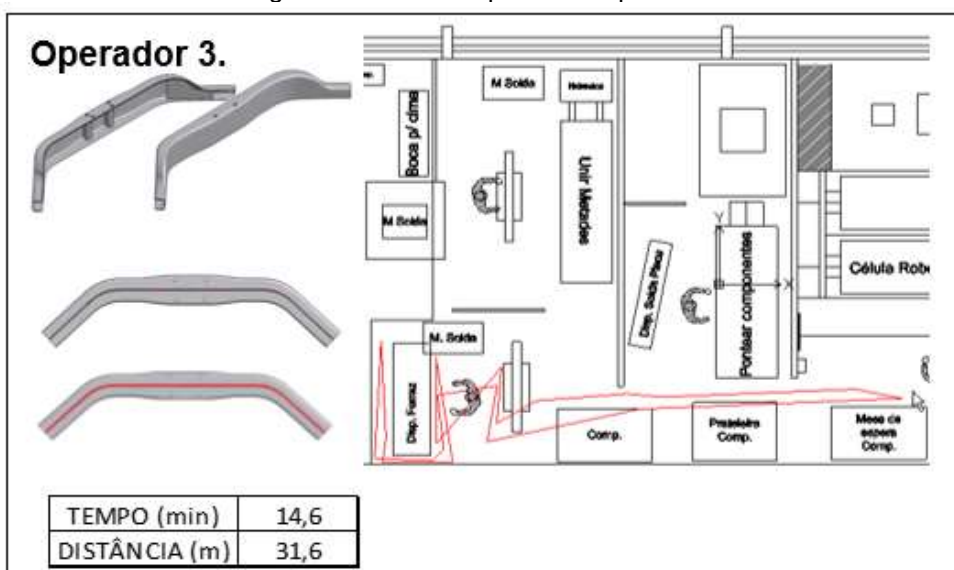 Operador 3.
M Solda
Hidráulica
Boca p/ cima
Unir Metades
M Solda
Y
X
Disp. Solda Placa
Pontear componentes
Célula Robo
M. Solda
Disp. Forraz
Comp.
Prateleira
Comp.
Mesa de
espera
Comp.
TEMPO (min) 14,6
DISTÂNCIA (m) 31,6